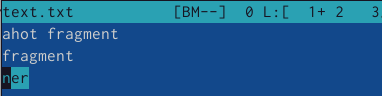 text.txt [BM--] 0 L:[ 1+ 2 3
ahot fragment
fragment
ner